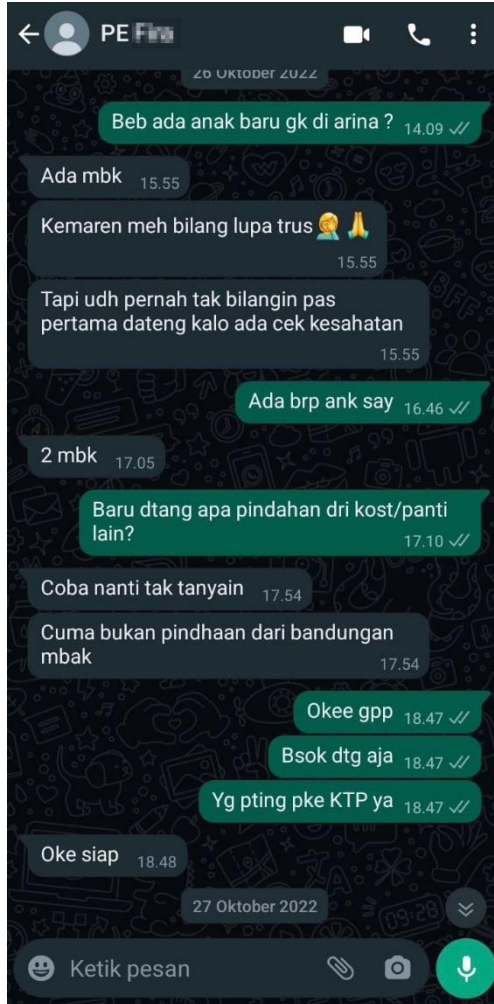 PE
26 Oktober 2022
Beb ada anak baru gk di arina ? 14.09
Ada mbk 15.55
Kemaren meh bilang lupa trus 🤦🙏
15.55
Tapi udh pernah tak bilangin pas
pertama dateng kalo ada cek kesahatan
15.55
Ada brp ank say 16.46
2 mbk 17.05
Baru dtang apa pindahan dri kost/panti
lain?
17.10
Coba nanti tak tanyain 17.54
Cuma bukan pindhaan dari bandungan
mbak
17.54
Okee gpp 18.47
Bsok dtg aja 18.47
Yg pting pke KTP ya 18.47
Oke siap 18.48
27 Oktober 2022
Ketik pesan